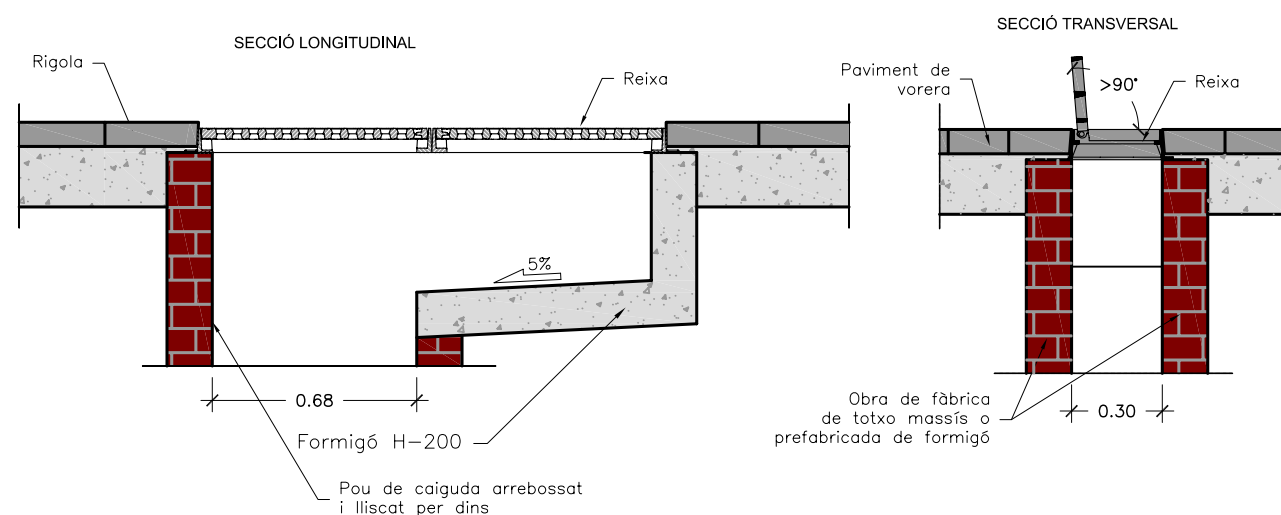 SECCIÓ LONGITUDINAL
Rigola
Reixa
5%
0.68
Formigó H-200
Pou de caiguda arrebossat
i lliscat per dins
SECCIÓ TRANSVERSAL
Paviment de
vorera
>90°
Reixa
Obra de fàbrica
de totxo massís o
prefabricada de formigó
0.30